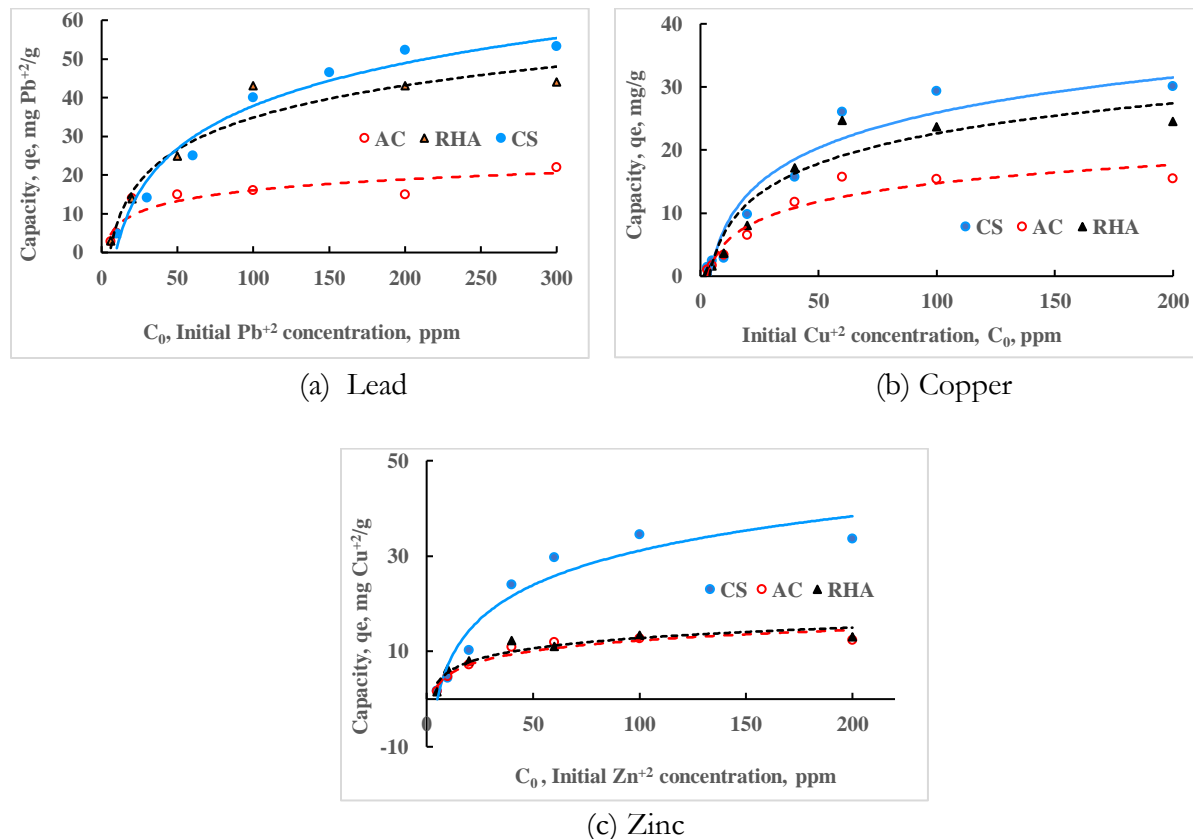 60
50
40
30
20
10
0
0 50 100 150 200 250 300
Capacity, qe, mg Pb⁺²/g
AC RHA CS
C₀, Initial Pb⁺² concentration, ppm
(a) Lead
40
30
20
10
0
0 50 100 150 200
Capacity, qe, mg/g
CS AC RHA
Initial Cu⁺² concentration, C₀, ppm
(b) Copper
50
30
10
-10
0 50 100 150 200
Capacity, qe, mg Cu⁺²/g
CS AC RHA
C₀ , Initial Zn⁺² concentration, ppm
(c) Zinc